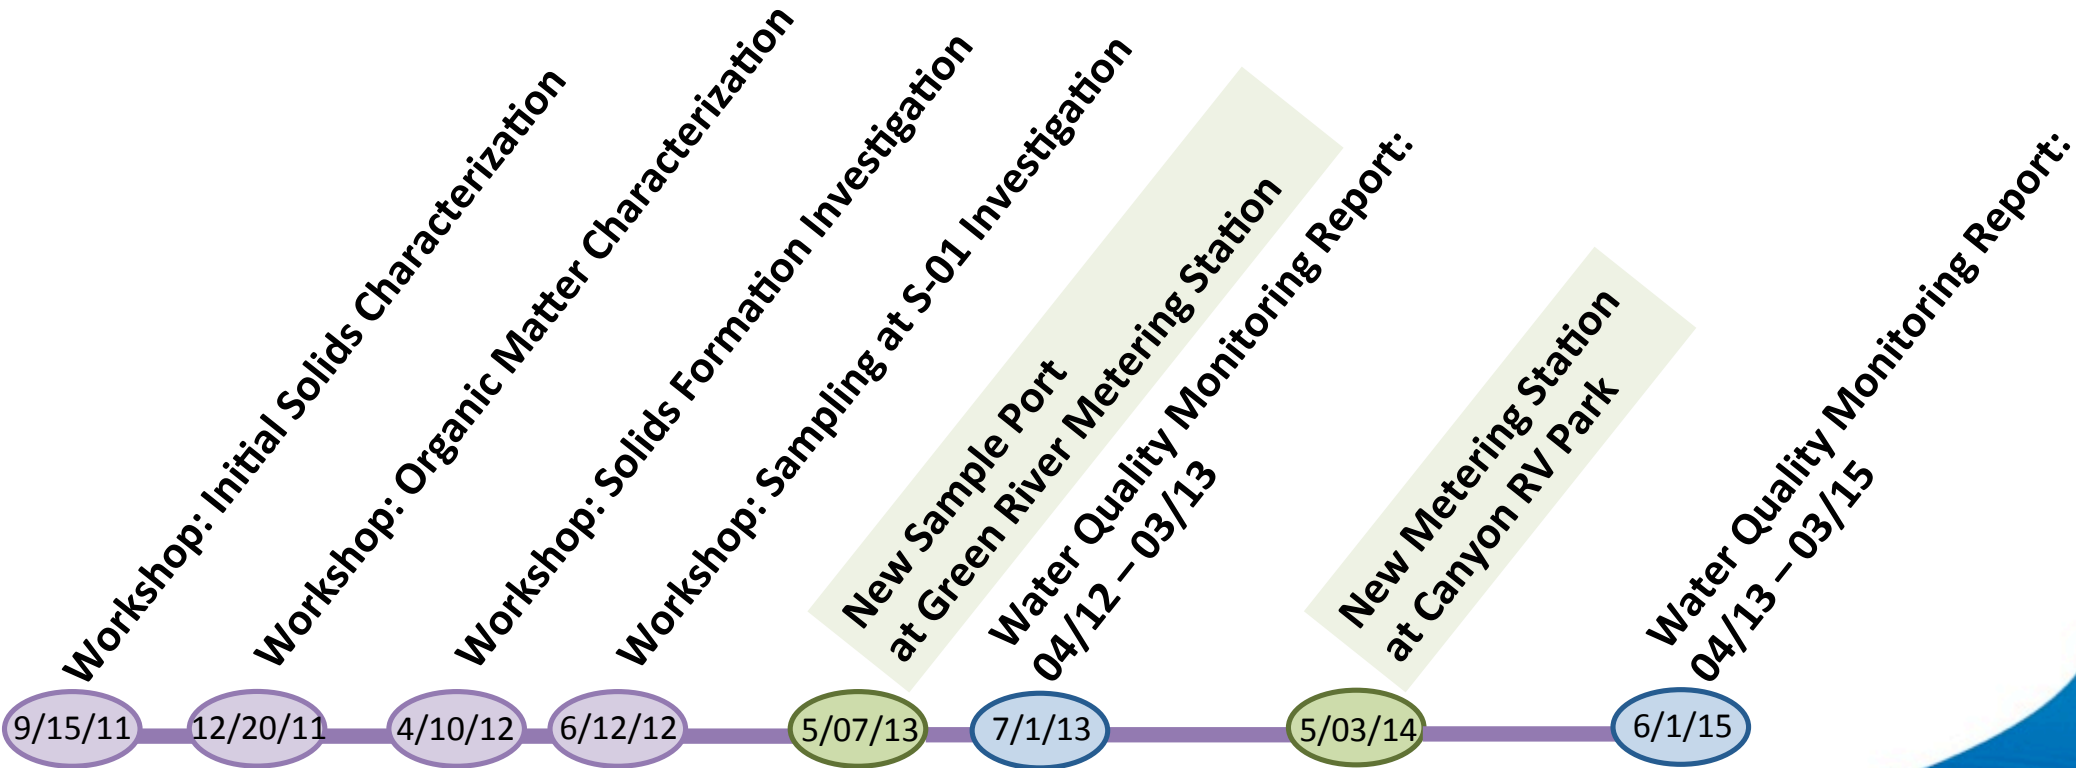 Workshop: Initial Solids Characterization
Workshop: Organic Matter Characterization
Workshop: Solids Formation Investigation
Workshop: Sampling at S-01 Investigation
New Sample Port
at Green River Metering Station
Water Quality Monitoring Report:
04/12 – 03/13
New Metering Station
at Canyon RV Park
Water Quality Monitoring Report:
04/13 – 03/15
9/15/11
12/20/11
4/10/12
6/12/12
5/07/13
7/1/13
5/03/14
6/1/15